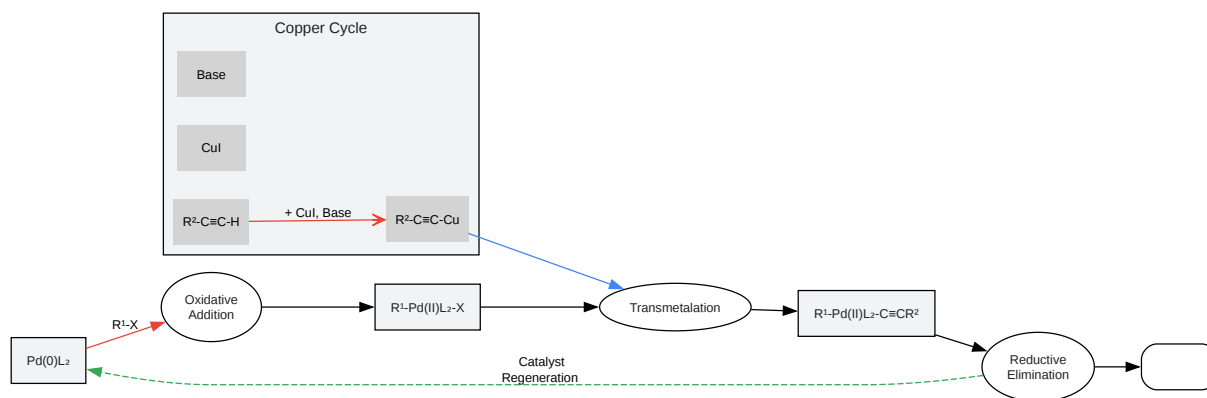 Copper Cycle
Base
CuI
R²-C≡C-H
+ CuI, Base
R²-C≡C-Cu
Oxidative
Addition
R¹-X
Pd(0)L₂
R¹-Pd(II)L₂-X
Transmetalation
R¹-Pd(II)L₂-C≡CR²
Reductive
Elimination
Catalyst
Regeneration